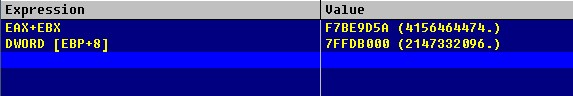 Expression Value
EAX+EBX F7BE9D5A (4156464474.)
DWORD [EBP+8] 7FFDB000 (2147332096.)